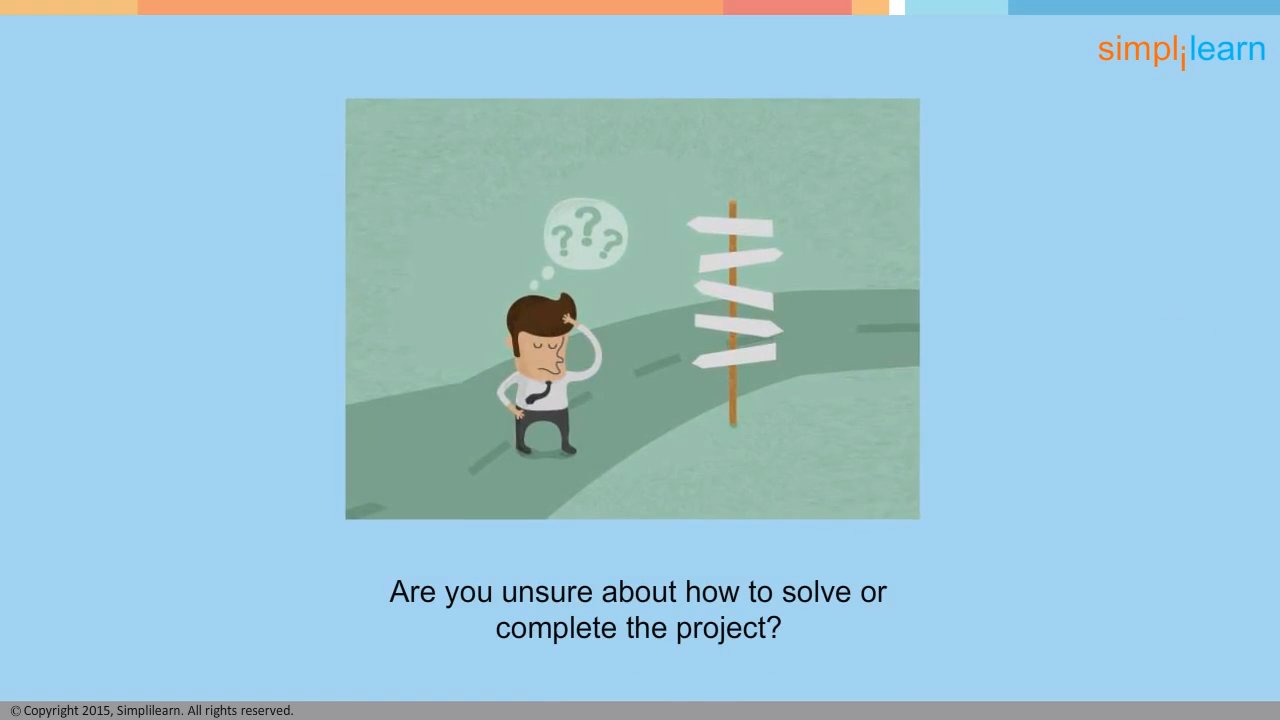 simplilearn
? ? ?
Are you unsure about how to solve or
complete the project?
© Copyright 2015, Simplilearn. All rights reserved.